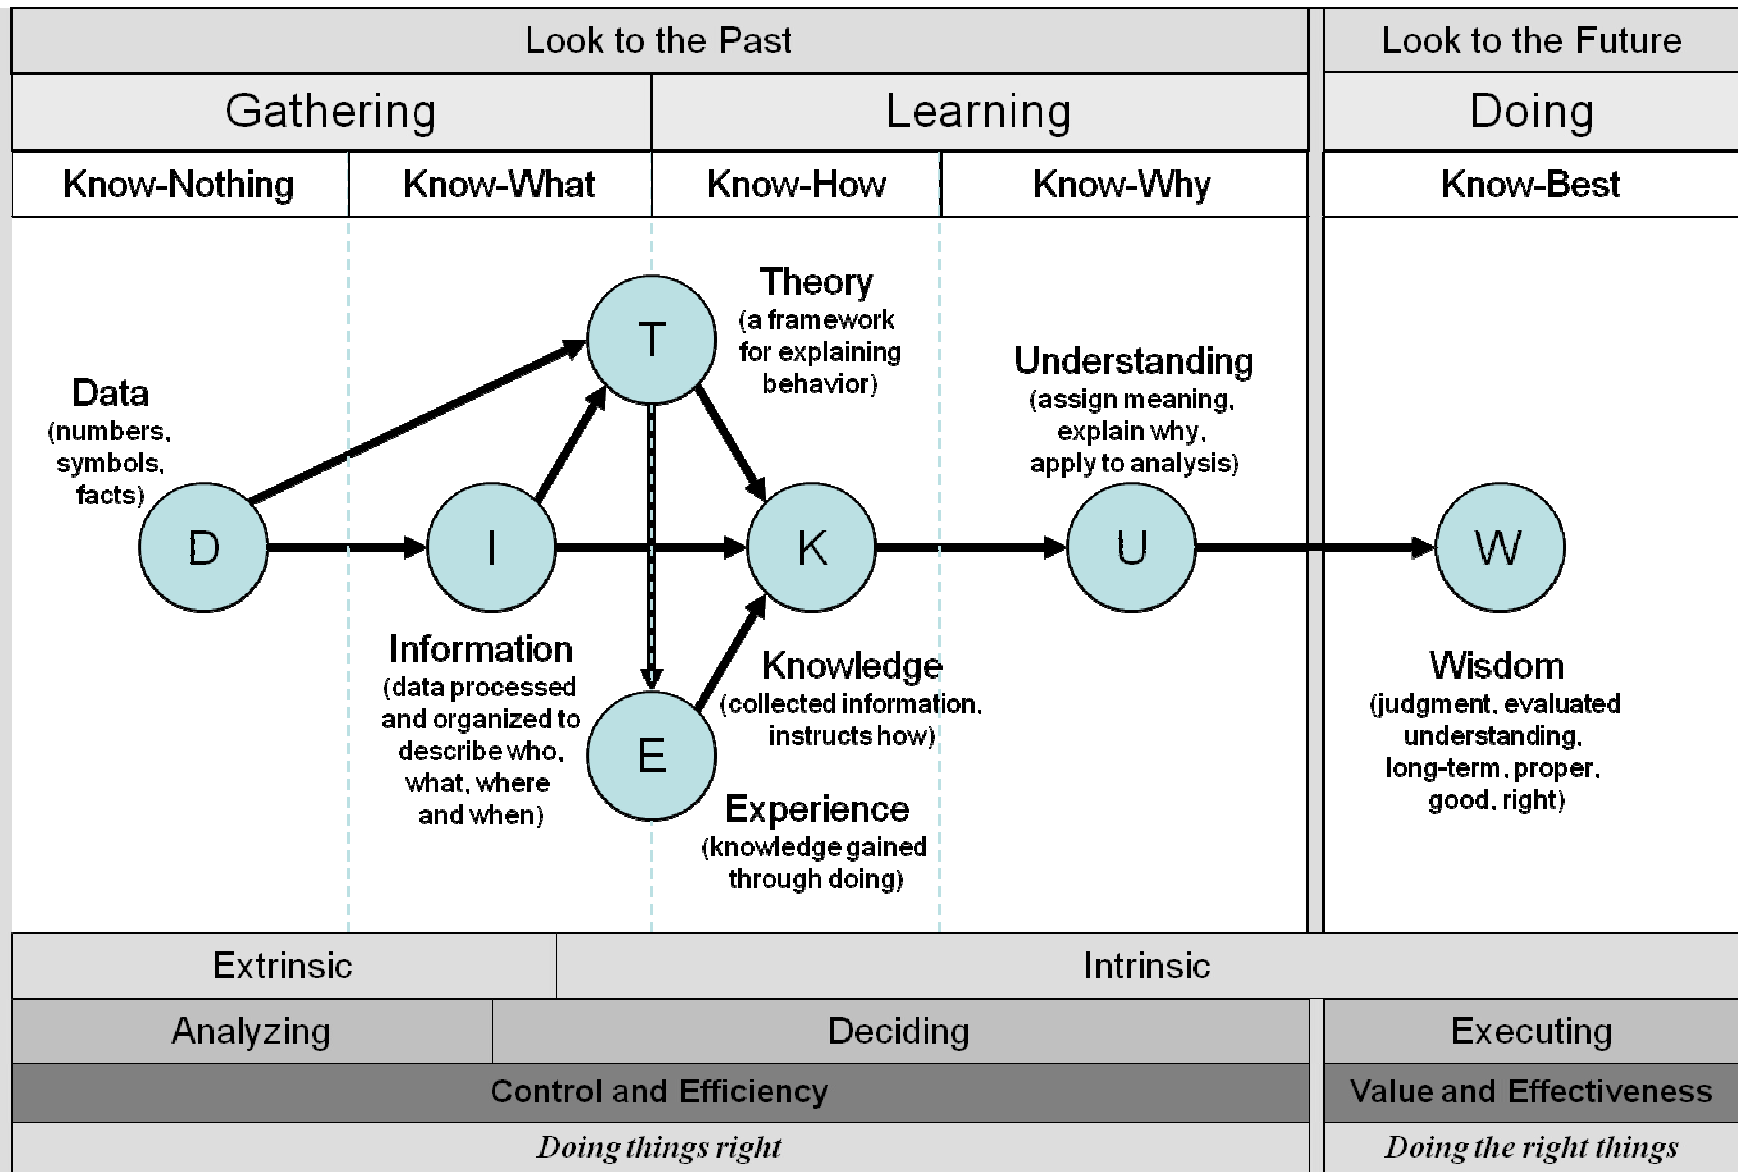 Look to the Past
Look to the Future
Gathering
Learning
Doing
Know-Nothing
Know-What
Know-How
Know-Why
Know-Best
Data
(numbers,
symbols,
facts)
D
I
Information
(data processed
and organized to
describe who,
what, where
and when)
T
Theory
(a framework
for explaining
behavior)
E
Experience
(knowledge gained
through doing)
K
Knowledge
(collected information,
instructs how)
Understanding
(assign meaning,
explain why,
apply to analysis)
U
W
Wisdom
(judgment, evaluated
understanding,
long-term, proper,
good, right)
Extrinsic
Intrinsic
Analyzing
Deciding
Executing
Control and Efficiency
Value and Effectiveness
Doing things right
Doing the right things